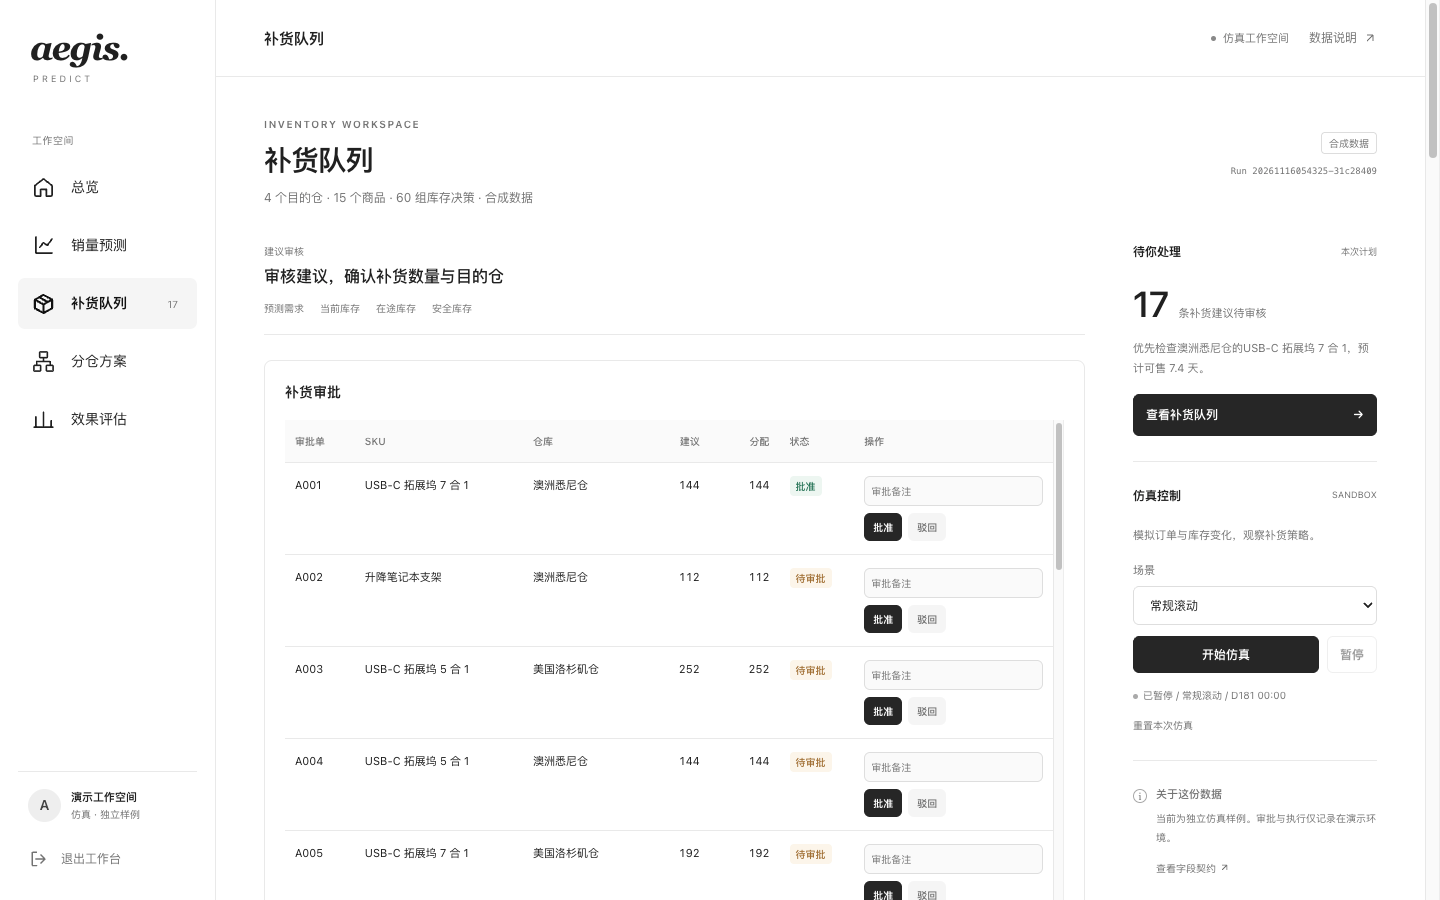 aegis.
PREDICT
工作空间
总览
销量预测
补货队列 17
分仓方案
效果评估
A
演示工作空间
仿真 · 独立样例
退出工作台
补货队列
仿真工作空间
数据说明
INVENTORY WORKSPACE
补货队列
4 个目的仓 · 15 个商品 · 60 组库存决策 · 合成数据
合成数据
Run 20261116054325-31c28409
建议审核
审核建议，确认补货数量与目的仓
预测需求 当前库存 在途库存 安全库存
补货审批
审批单 SKU 仓库 建议 分配 状态 操作
A001 USB-C 拓展坞 7 合 1 澳洲悉尼仓 144 144 批准 审批备注
批准 驳回
A002 升降笔记本支架 澳洲悉尼仓 112 112 待审批 审批备注
批准 驳回
A003 USB-C 拓展坞 5 合 1 美国洛杉矶仓 252 252 待审批 审批备注
批准 驳回
A004 USB-C 拓展坞 5 合 1 澳洲悉尼仓 144 144 待审批 审批备注
批准 驳回
A005 USB-C 拓展坞 7 合 1 美国洛杉矶仓 192 192 待审批 审批备注
批准 驳回
待你处理 本次计划
17 条补货建议待审核
优先检查澳洲悉尼仓的USB-C 拓展坞 7 合 1，预
计可售 7.4 天。
查看补货队列
仿真控制 SANDBOX
模拟订单与库存变化，观察补货策略。
场景
常规滚动
开始仿真 暂停
已暂停 / 常规滚动 / D181 00:00
重置本次仿真
关于这份数据
当前为独立仿真样例。审批与执行仅记录在演示环
境。
查看字段契约